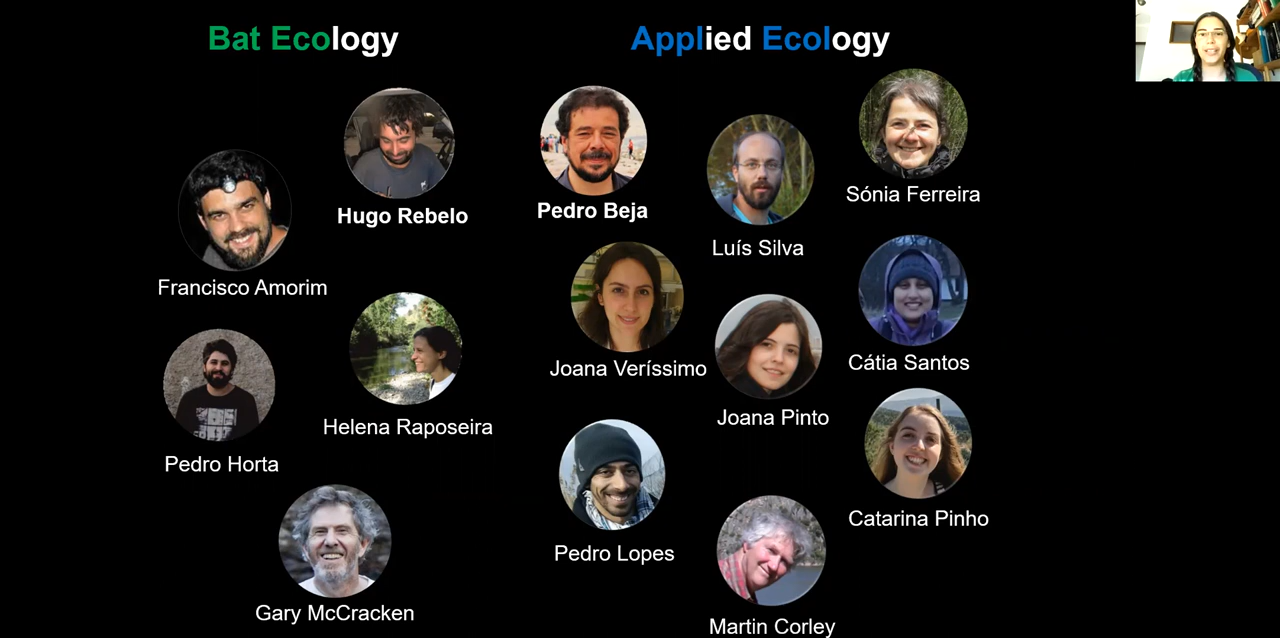 Bat Ecology
Applied Ecology
Hugo Rebelo
Francisco Amorim
Helena Raposeira
Pedro Horta
Gary McCracken
Pedro Beja
Luís Silva
Sónia Ferreira
Joana Veríssimo
Joana Pinto
Cátia Santos
Pedro Lopes
Catarina Pinho
Martin Corley